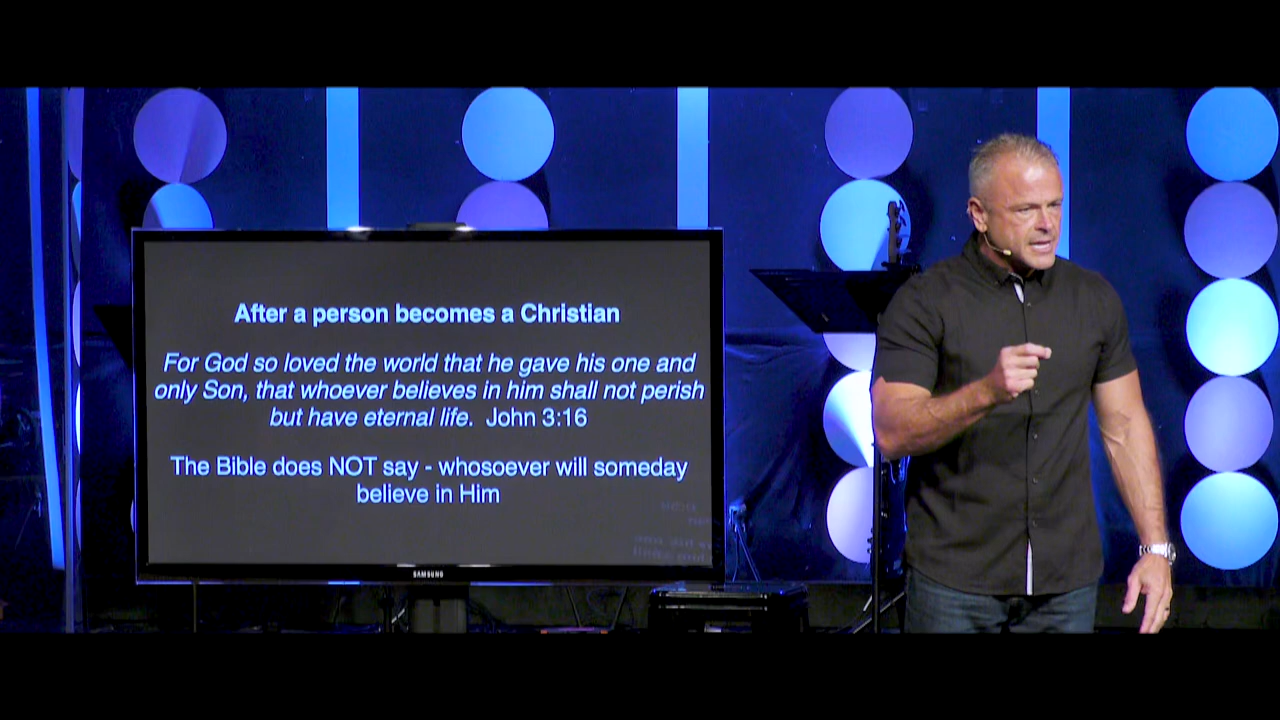 After a person becomes a Christian
For God so loved the world that he gave his one and
only Son, that whoever believes in him shall not perish
but have eternal life.  John 3:16
The Bible does NOT say - whosoever will someday
believe in Him
SAMSUNG